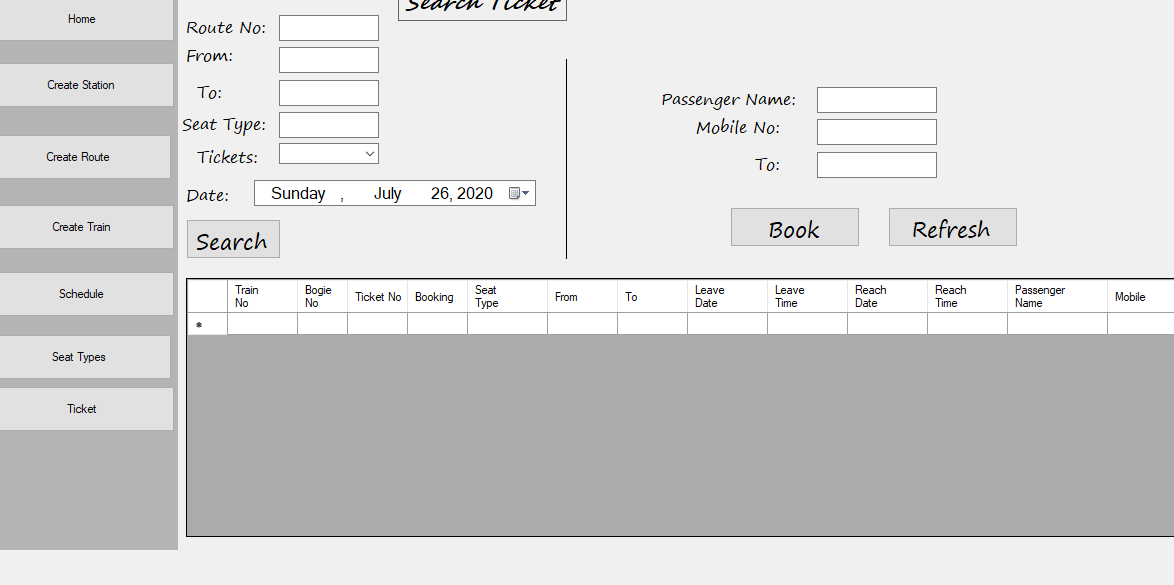 Search Ticket
Home
Create Station
Create Route
Create Train
Schedule
Seat Types
Ticket
Route No:
From:
To:
Seat Type:
Tickets:
Date:
Sunday , July 26, 2020
Search
Passenger Name:
Mobile No:
To:
Book Refresh
Train No
Bogie No
Ticket No
Booking
Seat Type
From
To
Leave Date
Leave Time
Reach Date
Reach Time
Passenger Name
Mobile